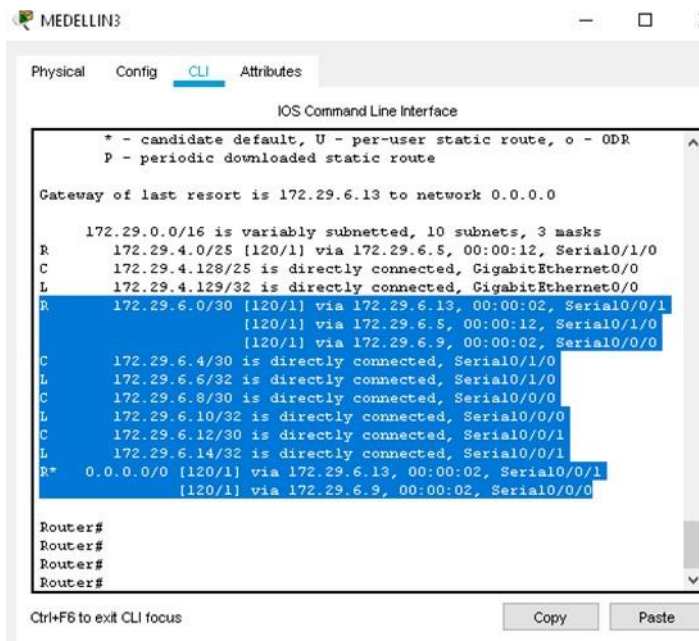 MEDELLIN3
Physical Config CLI Attributes
IOS Command Line Interface
* - candidate default, U - per-user static route, o - ODR
P - periodic downloaded static route
Gateway of last resort is 172.29.6.13 to network 0.0.0.0
172.29.0.0/16 is variably subnetted, 10 subnets, 3 masks
R 172.29.4.0/25 [120/1] via 172.29.6.5, 00:00:12, Serial0/1/0
C 172.29.4.128/25 is directly connected, GigabitEthernet0/0
L 172.29.4.129/32 is directly connected, GigabitEthernet0/0
R 172.29.6.0/30 [120/1] via 172.29.6.13, 00:00:02, Serial0/0/1
[120/1] via 172.29.6.5, 00:00:12, Serial0/1/0
[120/1] via 172.29.6.9, 00:00:02, Serial0/0/0
C 172.29.6.4/30 is directly connected, Serial0/1/0
L 172.29.6.6/32 is directly connected, Serial0/1/0
C 172.29.6.8/30 is directly connected, Serial0/0/0
L 172.29.6.10/32 is directly connected, Serial0/0/0
C 172.29.6.12/30 is directly connected, Serial0/0/1
L 172.29.6.14/32 is directly connected, Serial0/0/1
R* 0.0.0.0/0 [120/1] via 172.29.6.13, 00:00:02, Serial0/0/1
[120/1] via 172.29.6.9, 00:00:02, Serial0/0/0
Router#
Router#
Router#
Router#
Ctrl+F6 to exit CLI focus
Copy Paste